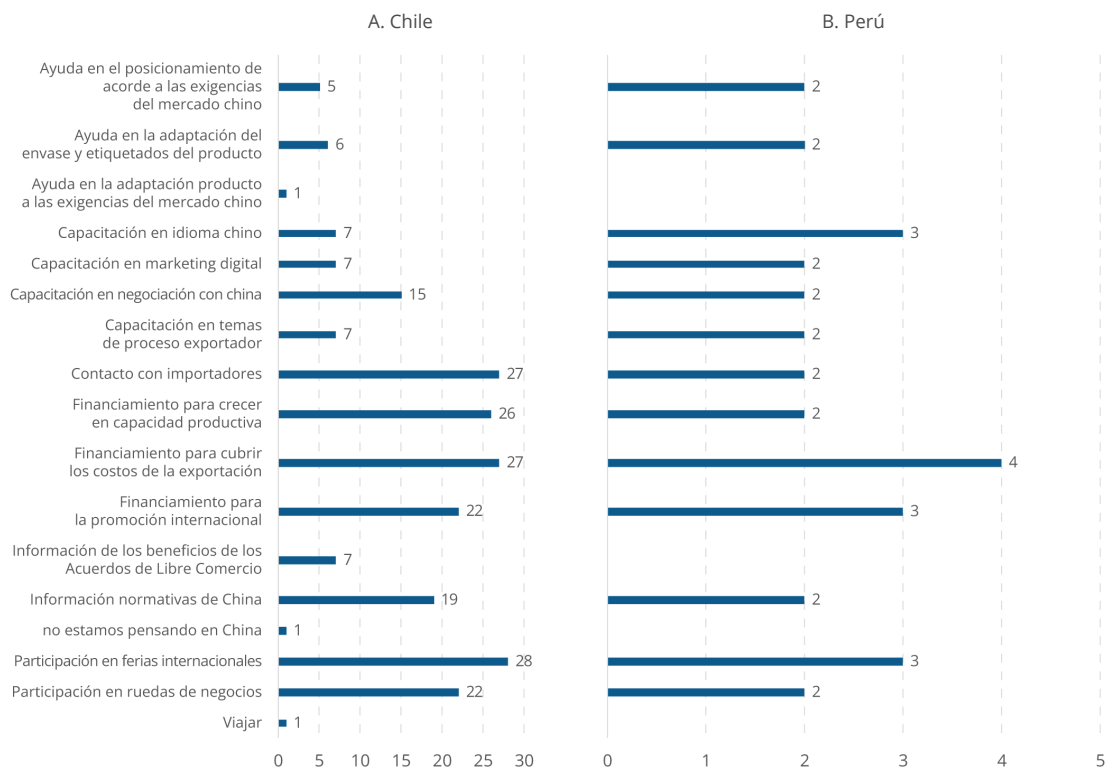 A. Chile
B. Perú
Ayuda en el posicionamiento de
acorde a las exigencias
del mercado chino
5
2
Ayuda en la adaptación del
envase y etiquetados del producto
6
2
Ayuda en la adaptación producto
a las exigencias del mercado chino
1
Capacitación en idioma chino
7
3
Capacitación en marketing digital
7
2
Capacitación en negociación con china
15
2
Capacitación en temas
de proceso exportador
7
2
Contacto con importadores
27
2
Financiamiento para crecer
en capacidad productiva
26
2
Financiamiento para cubrir
los costos de la exportación
27
4
Financiamiento para
la promoción internacional
22
3
Información de los beneficios de los
Acuerdos de Libre Comercio
7
Información normativas de China
19
2
no estamos pensando en China
1
Participación en ferias internacionales
28
3
Participación en ruedas de negocios
22
2
Viajar
1
0 5 10 15 20 25 30
0 1 2 3 4 5